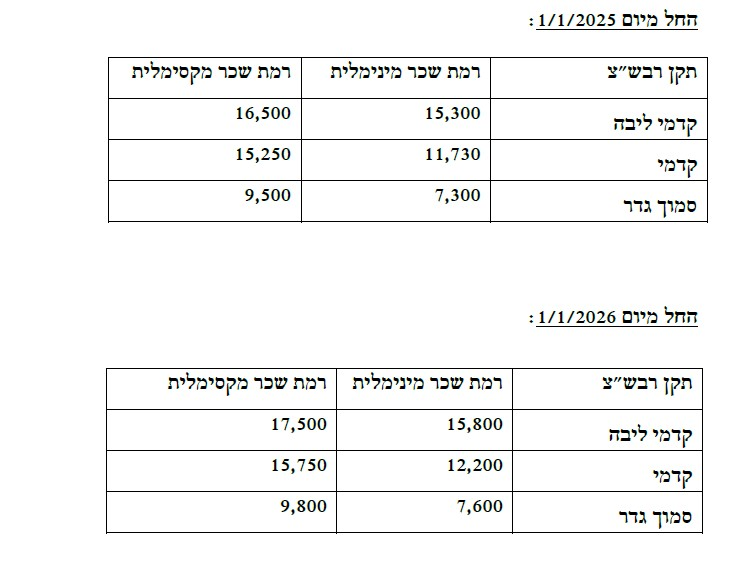 החל מיום 1/1/2025:
תקן רבש״צ רמת שכר מינימלית רמת שכר מקסימלית
קדמי ליבה 15,300 16,500
קדמי 11,730 15,250
סמוך גדר 7,300 9,500
החל מיום 1/1/2026:
תקן רבש״צ רמת שכר מינימלית רמת שכר מקסימלית
קדמי ליבה 15,800 17,500
קדמי 12,200 15,750
סמוך גדר 7,600 9,800